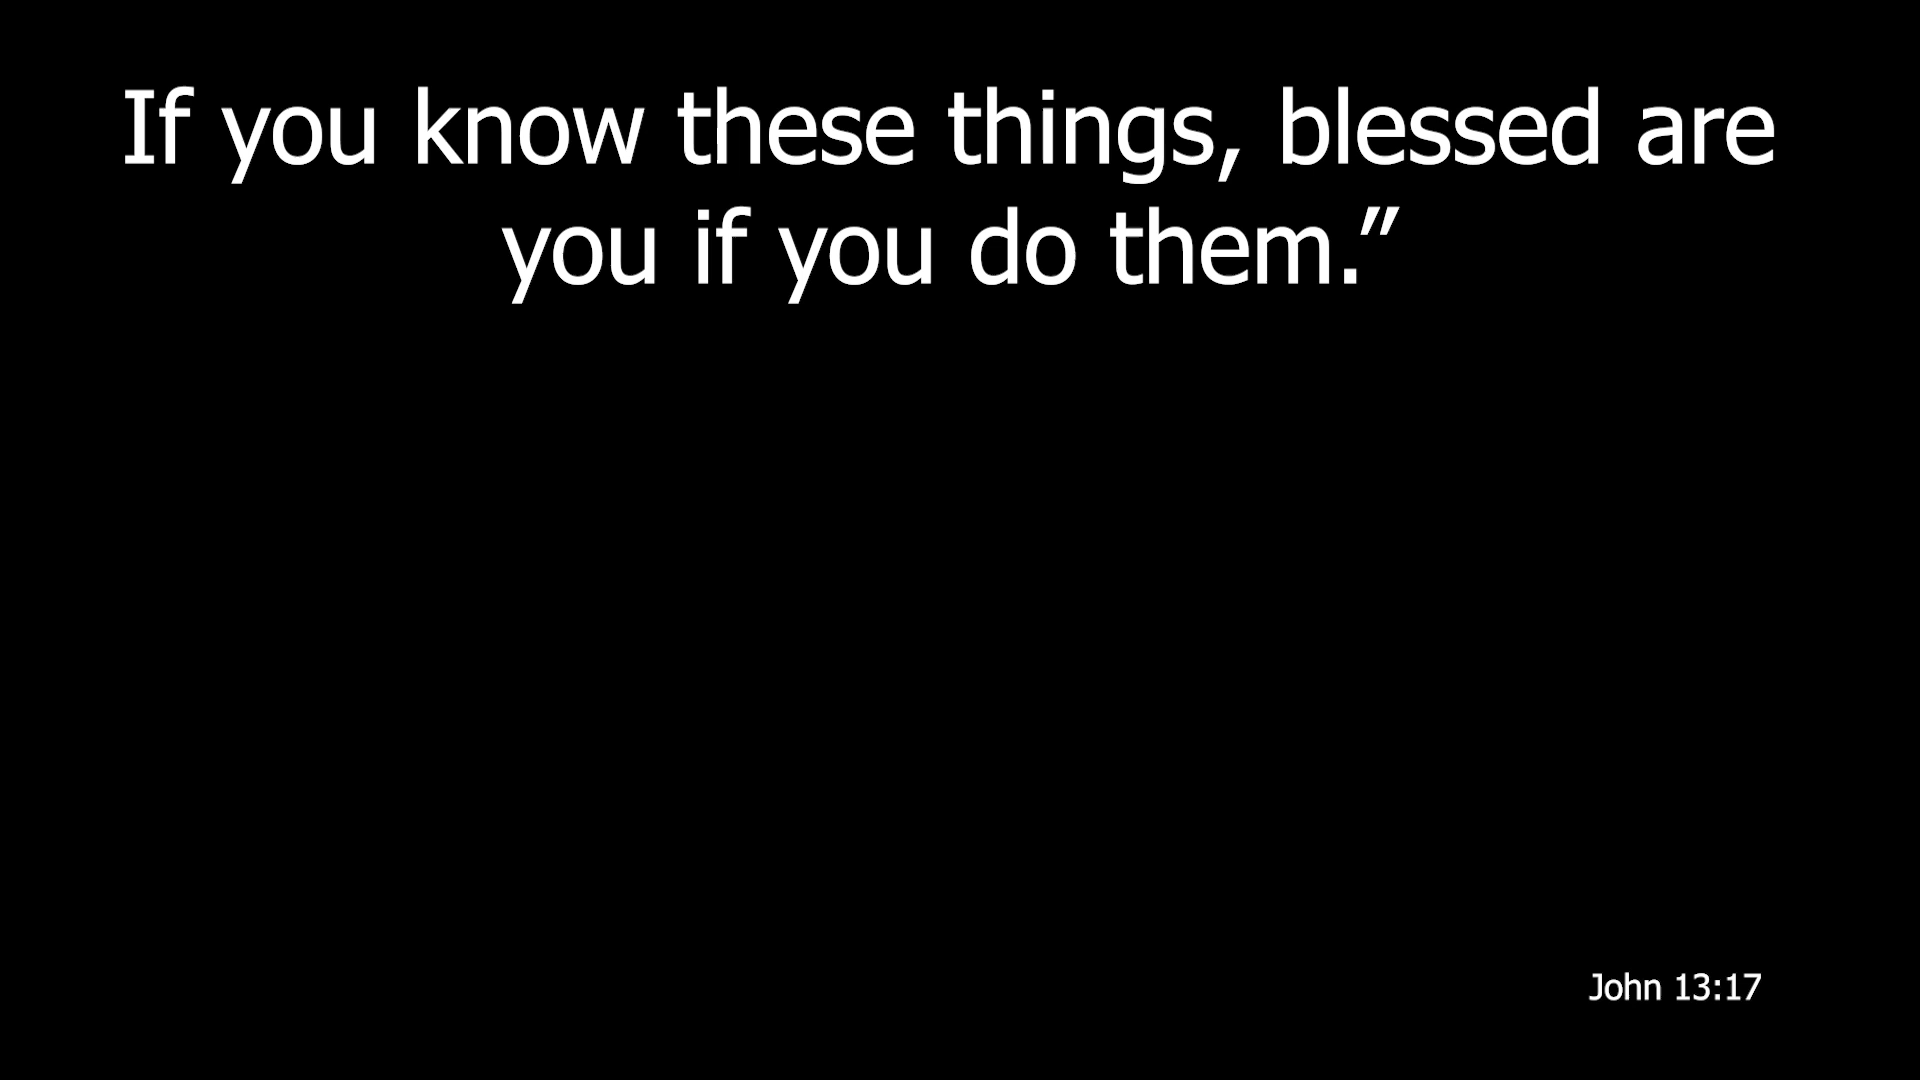 If you know these things, blessed are
you if you do them.”
John 13:17